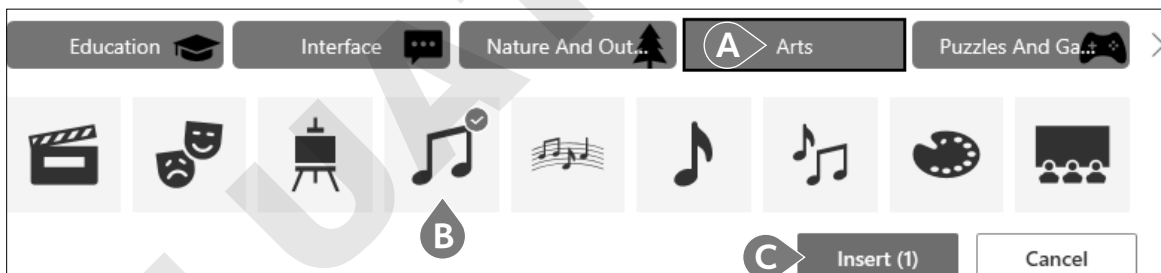 Education Interface Nature And Out... A Arts Puzzles And Ga...
B
C Insert (1) Cancel